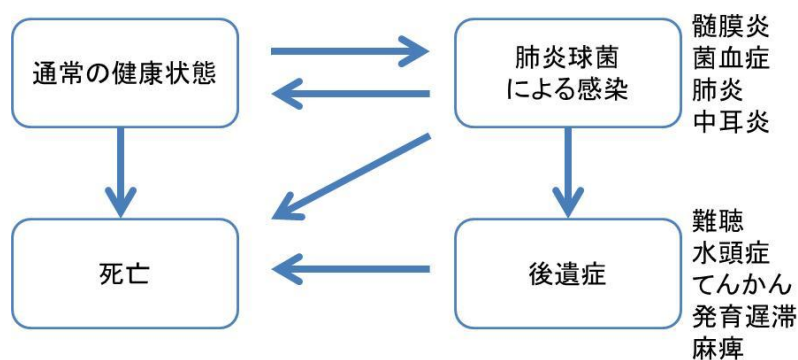 通常の健康状態
肺炎球菌
による感染
髄膜炎
菌血症
肺炎
中耳炎
死亡
後遺症
難聴
水頭症
てんかん
発育遅滞
麻痺